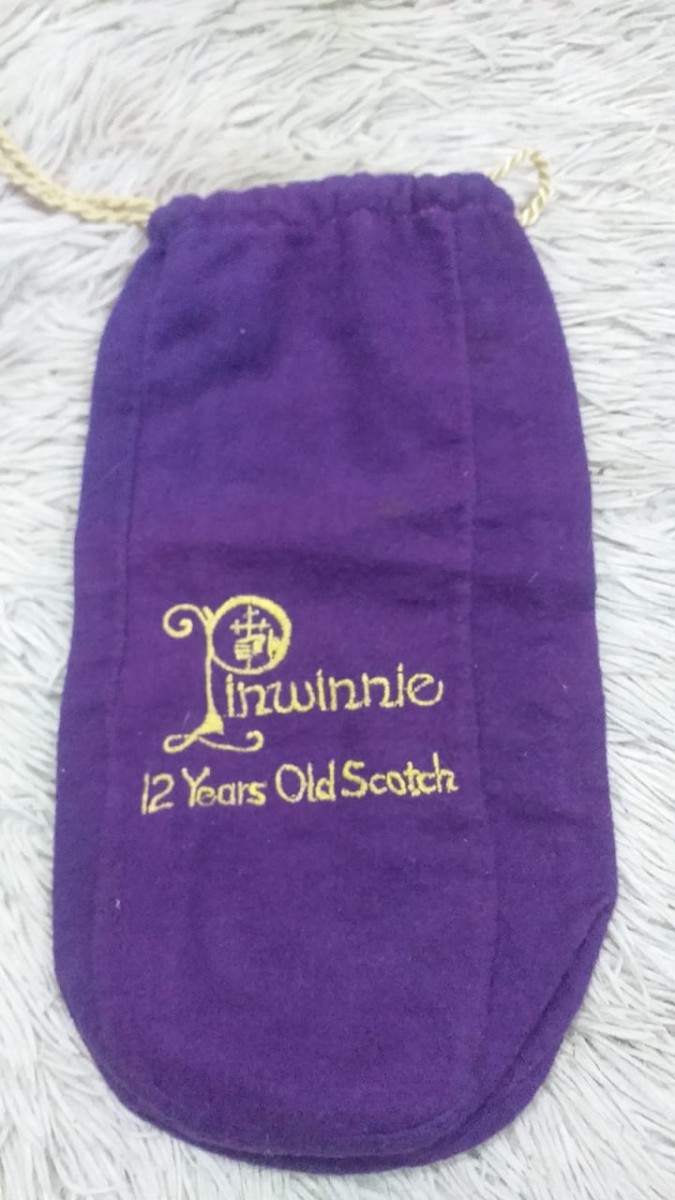 Pinwinnie
12 Years Old Scotch